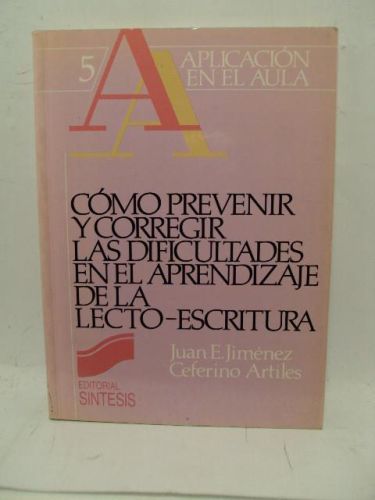 5
AA
APLICACIÓN
EN EL AULA
CÓMO PREVENIR
Y CORREGIR
LAS DIFICULTADES
EN EL APRENDIZAJE
DE LA
LECTO-ESCRITURA
Juan E. Jiménez
Ceferino Artiles
EDITORIAL
SINTESIS